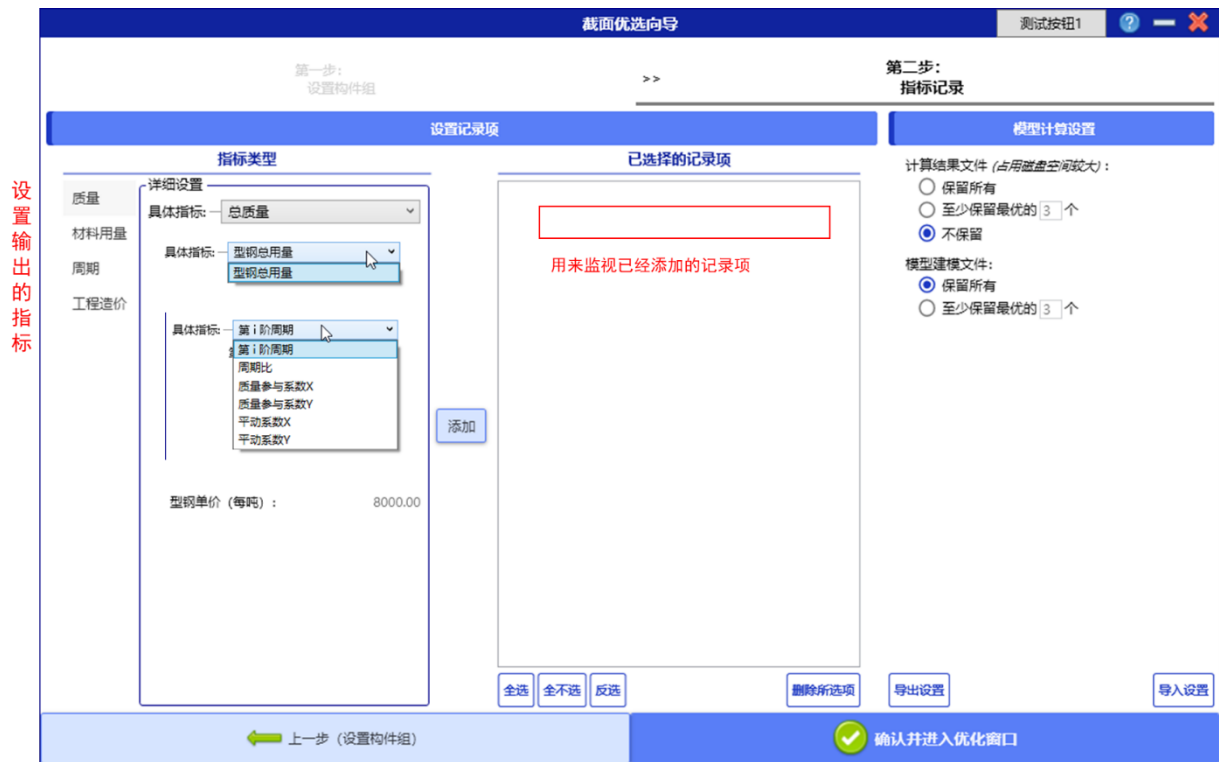 截面优选向导
测试按钮1
第一步:
设置构件组
>>
第二步:
指标记录
设置记录项
模型计算设置
指标类型
已选择的记录项
设置输出的指标
质量
材料用量
周期
工程造价
详细设置
具体指标:
总质量
具体指标:
型钢总用量
型钢总用量
具体指标:
第 i 阶周期
第 i 阶周期
周期比
质量参与系数X
质量参与系数Y
平动系数X
平动系数Y
型钢单价（每吨）:
8000.00
添加
用来监视已经添加的记录项
计算结果文件 (占用磁盘空间较大) :
保留所有
至少保留最优的 3 个
不保留
模型建模文件:
保留所有
至少保留最优的 3 个
全选
全不选
反选
删除所选项
导出设置
导入设置
上一步（设置构件组）
确认并进入优化窗口